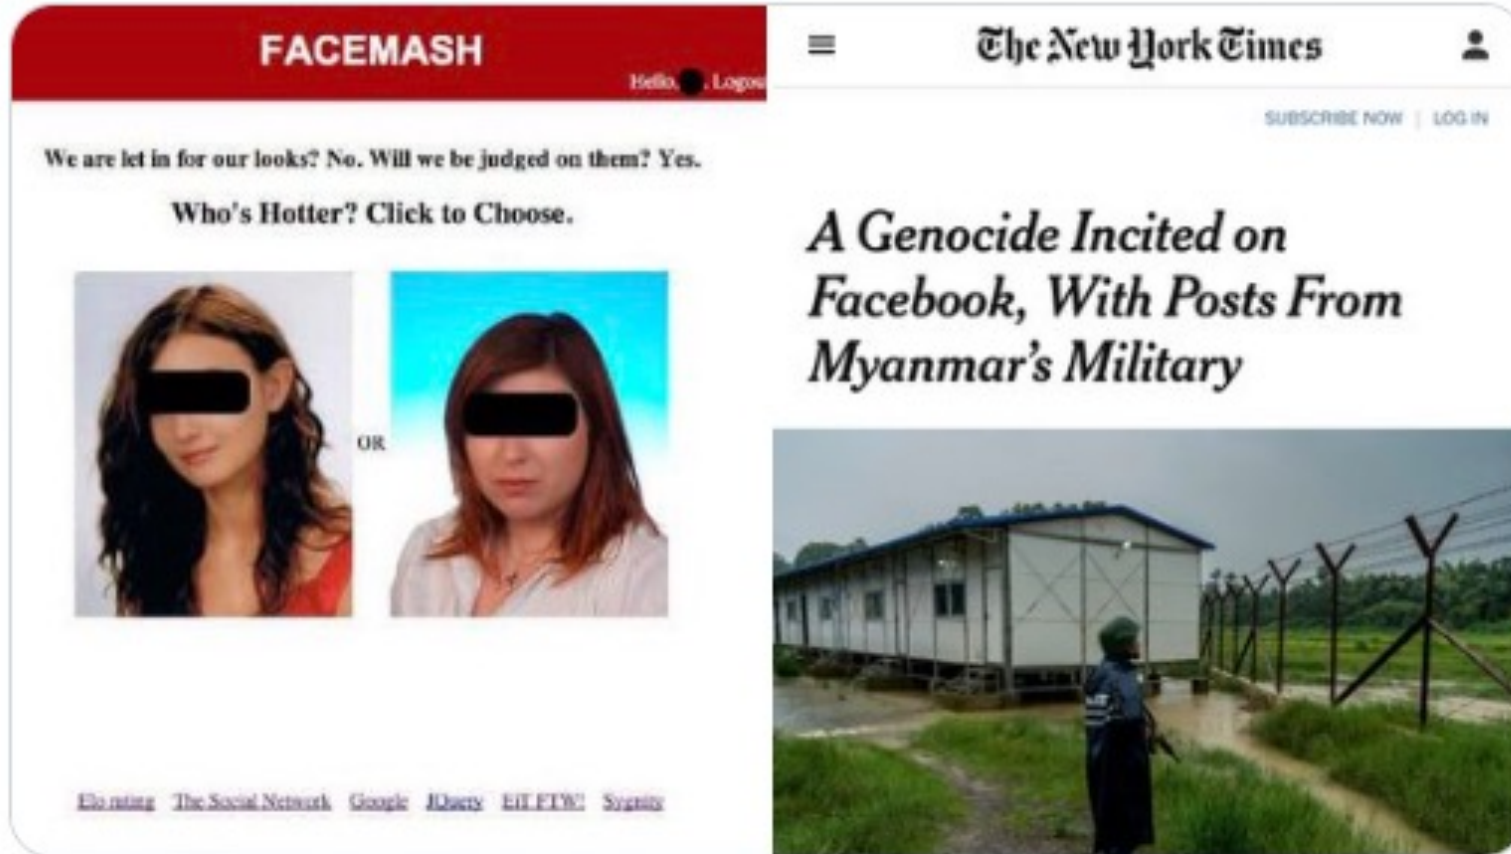 FACEMASH
Hello, . Logou
We are let in for our looks? No. Will we be judged on them? Yes.
Who's Hotter? Click to Choose.
OR
Elo rating The Social Network Google JQuery EiT FTW! Sygnity
The New York Times
SUBSCRIBE NOW | LOG IN
A Genocide Incited on
Facebook, With Posts From
Myanmar's Military